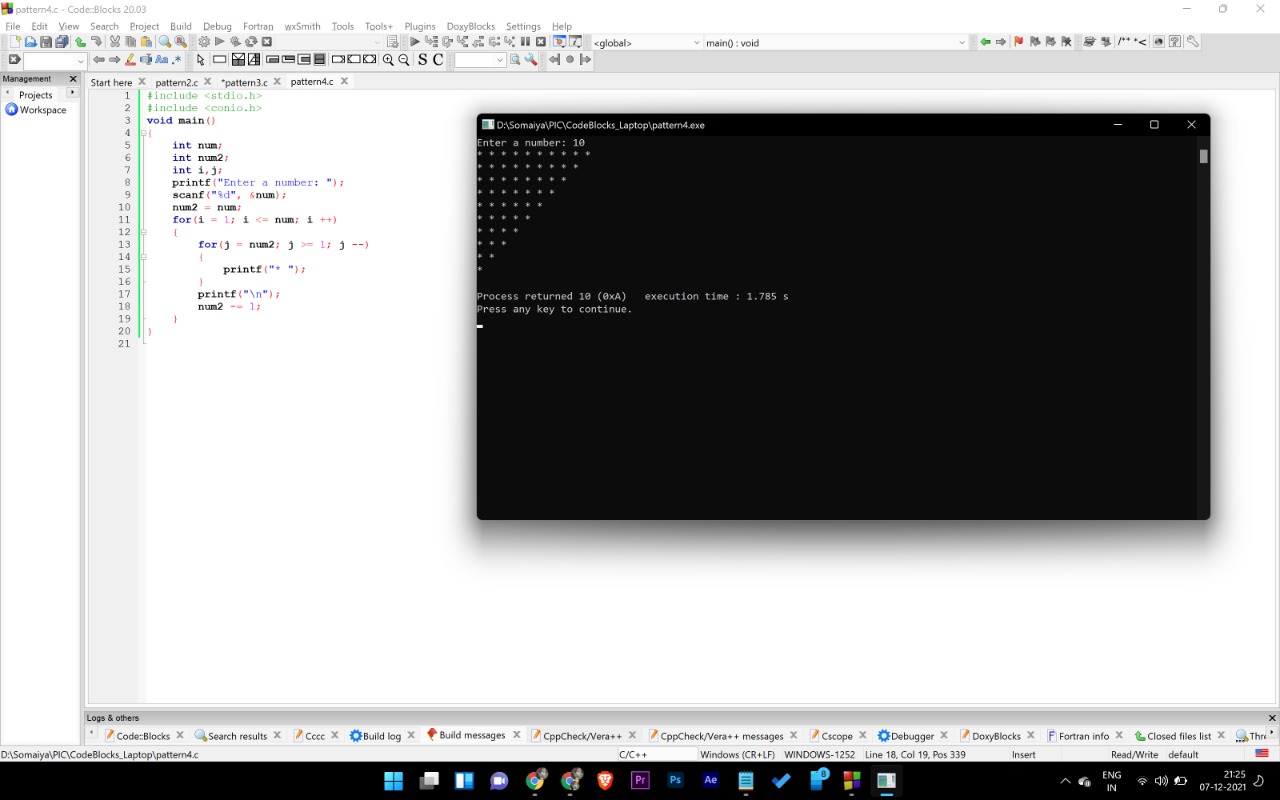 pattern4.c - Code::Blocks 20.03
File Edit View Search Project Build Debug Fortran wxSmith Tools Tools+ Plugins DoxyBlocks Settings Help
<global> main() : void
S C
Management
Projects
Workspace
Start here pattern2.c *pattern3.c pattern4.c
1 #include <stdio.h>
2 #include <conio.h>
3 void main()
4 {
5 int num;
6 int num2;
7 int i,j;
8 printf("Enter a number: ");
9 scanf("%d", &num);
10 num2 = num;
11 for(i = 1; i <= num; i ++)
12 {
13 for(j = num2; j >= 1; j --)
14 {
15 printf("* ");
16 }
17 printf("\n");
18 num2 -= 1;
19 }
20 }
21
D:\Somaiya\PIC\CodeBlocks_Laptop\pattern4.exe
Enter a number: 10
* * * * * * * * * *
* * * * * * * * *
* * * * * * * *
* * * * * * *
* * * * * *
* * * * *
* * * *
* * *
* *
*
Process returned 10 (0xA) execution time : 1.785 s
Press any key to continue.
Logs & others
Code::Blocks Search results Cccc Build log Build messages CppCheck/Vera++ CppCheck/Vera++ messages Cscope Debugger DoxyBlocks Fortran info Closed files list Thre
D:\Somaiya\PIC\CodeBlocks_Laptop\pattern4.c C/C++ Windows (CR+LF) WINDOWS-1252 Line 18, Col 19, Pos 339 Insert Read/Write default
Pr Ps Ae 8
ENG
IN
21:25
07-12-2021